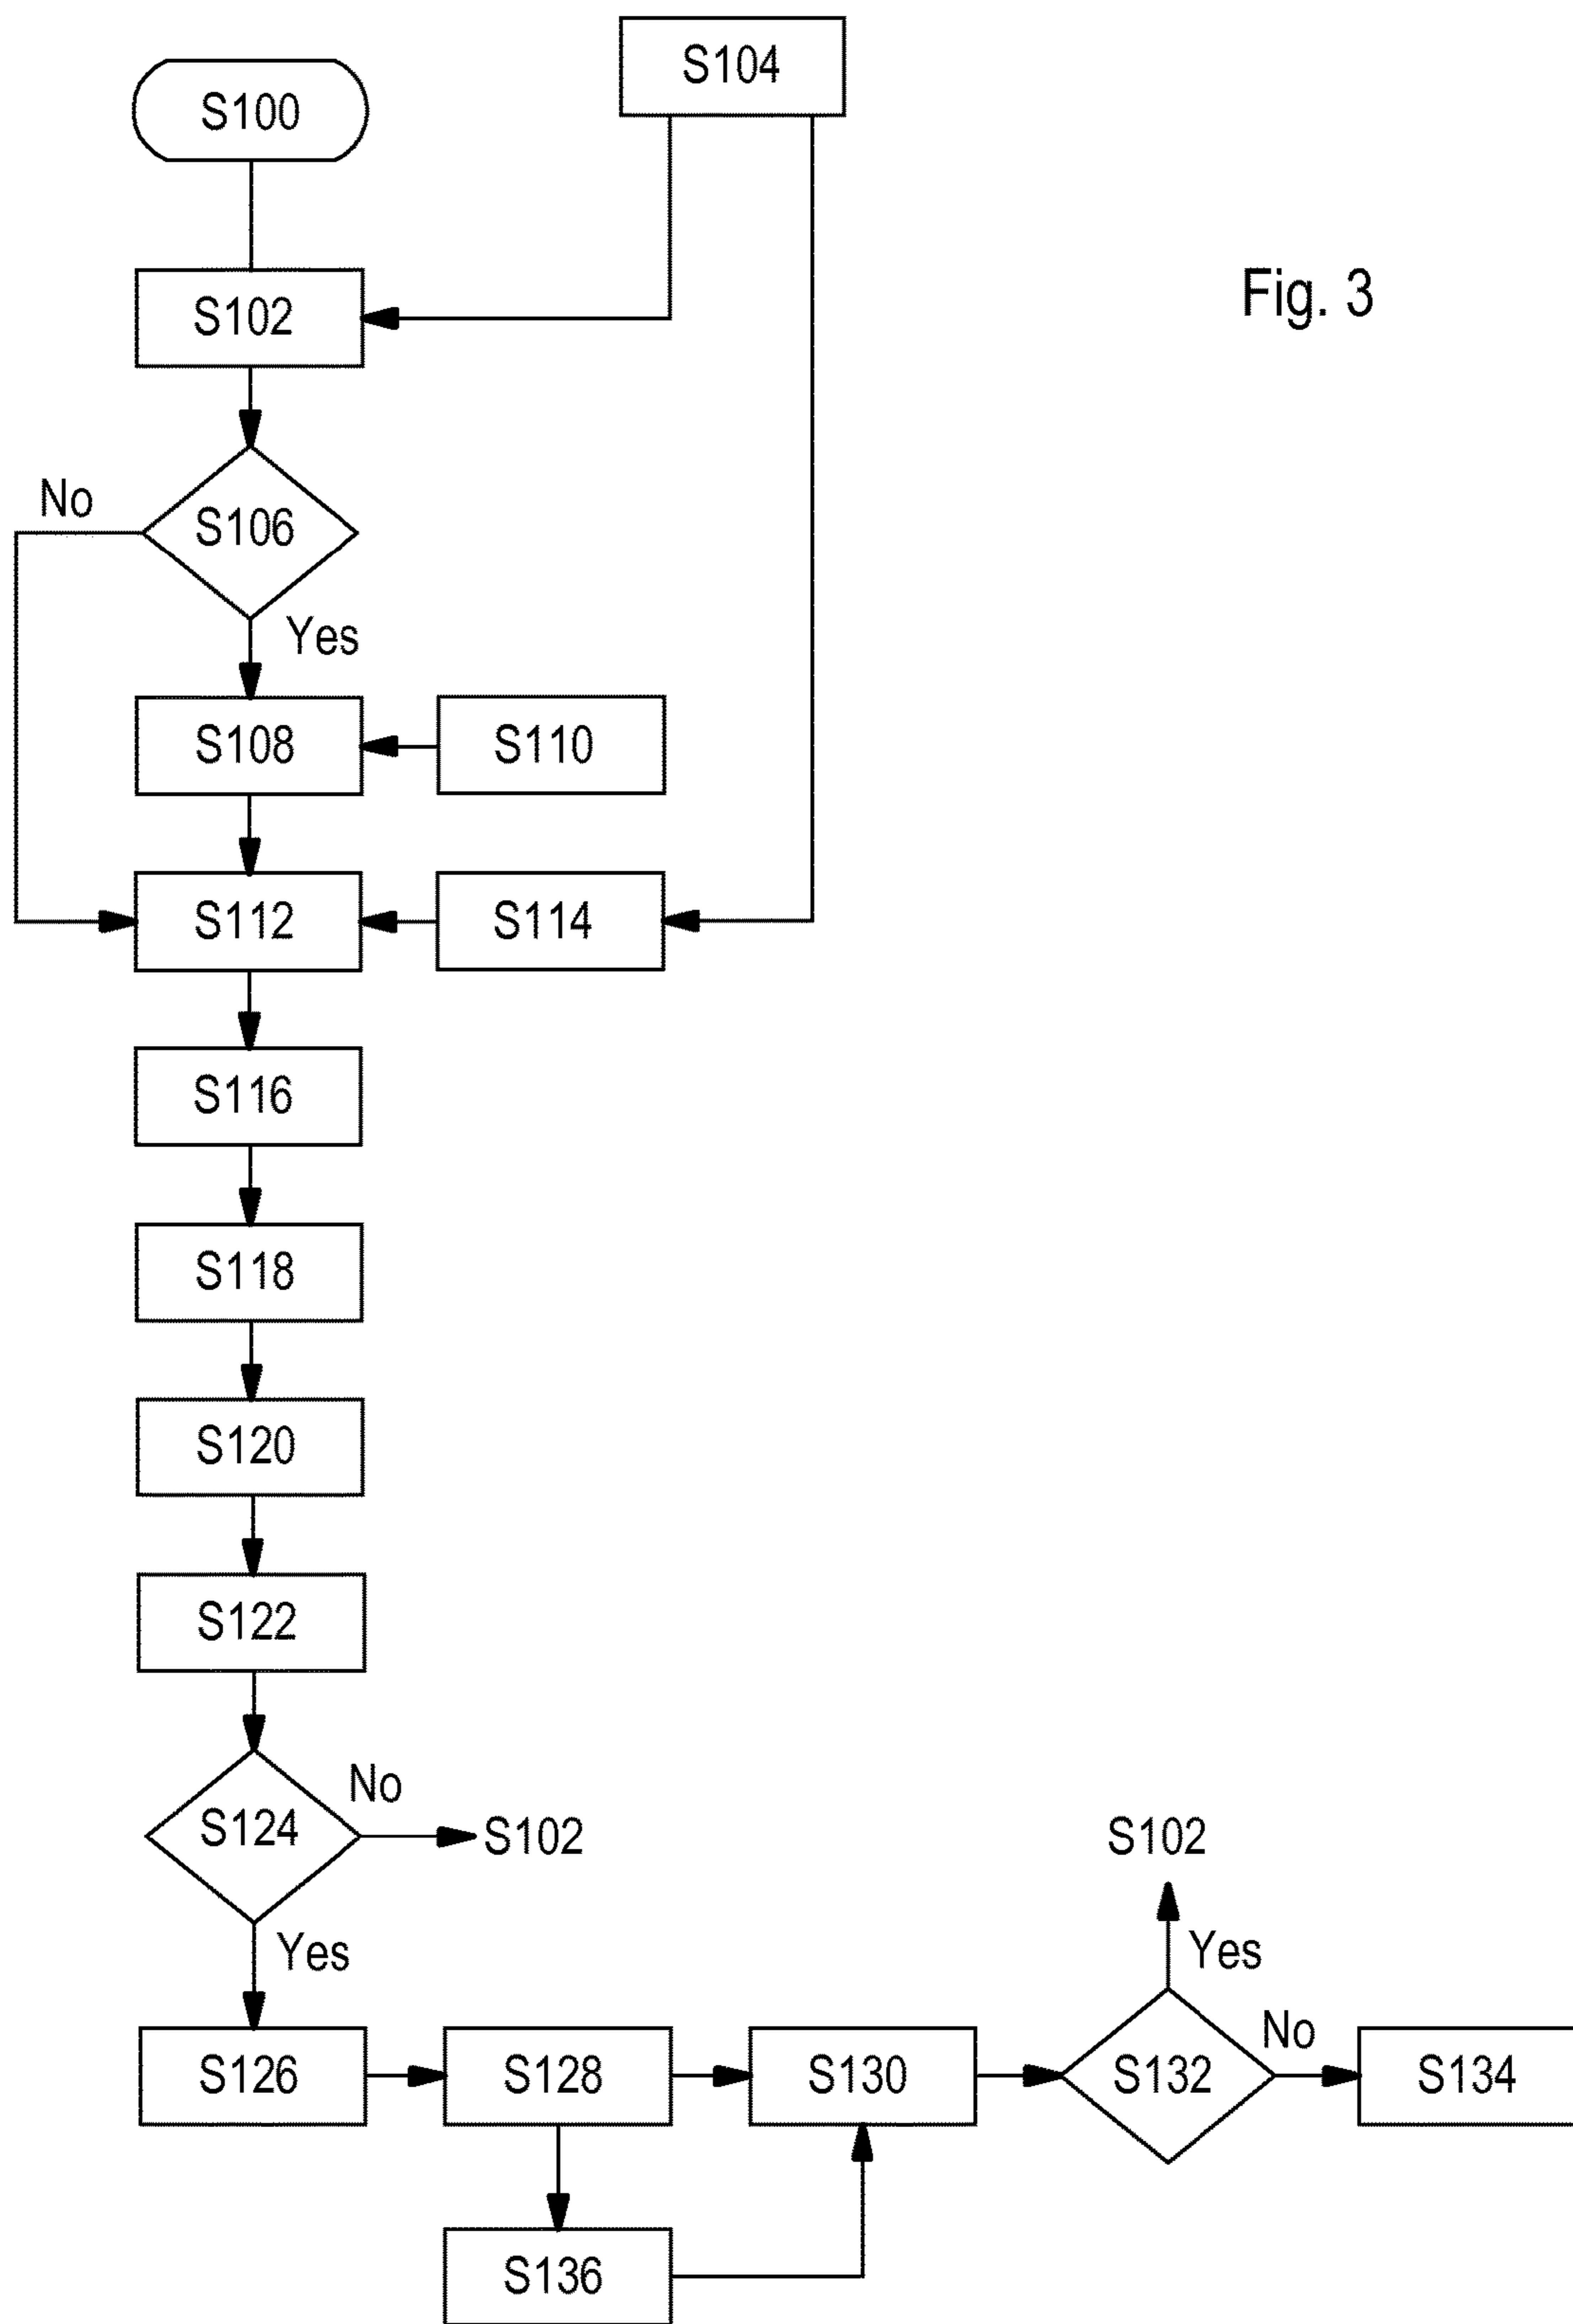 S104
S100
Fig. 3
S102
No
S106
Yes
S108
S110
S112
S114
S116
S118
S120
S122
No
S124
S102
S102
Yes
Yes
No
S126
S128
S130
S132
S134
S136